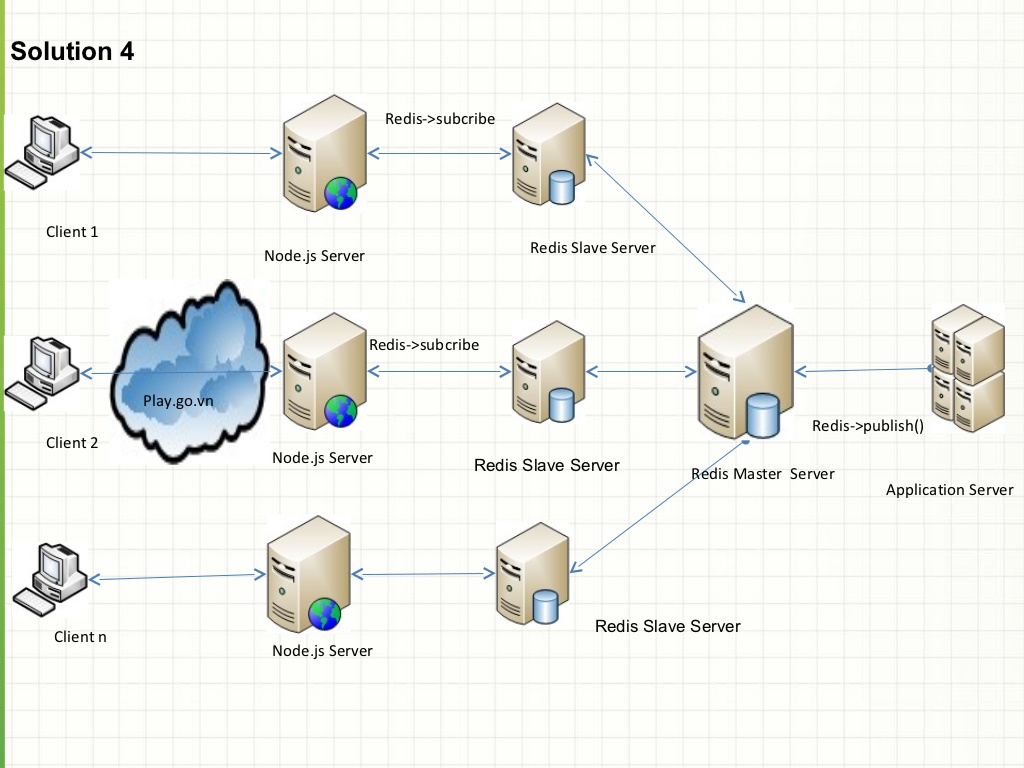 Solution 4
Redis->subcribe
Client 1
Node.js Server
Redis Slave Server
Redis->subcribe
Play.go.vn
Redis->publish()
Client 2
Node.js Server
Redis Slave Server
Redis Master  Server
Application Server
Redis Slave Server
Client n
Node.js Server